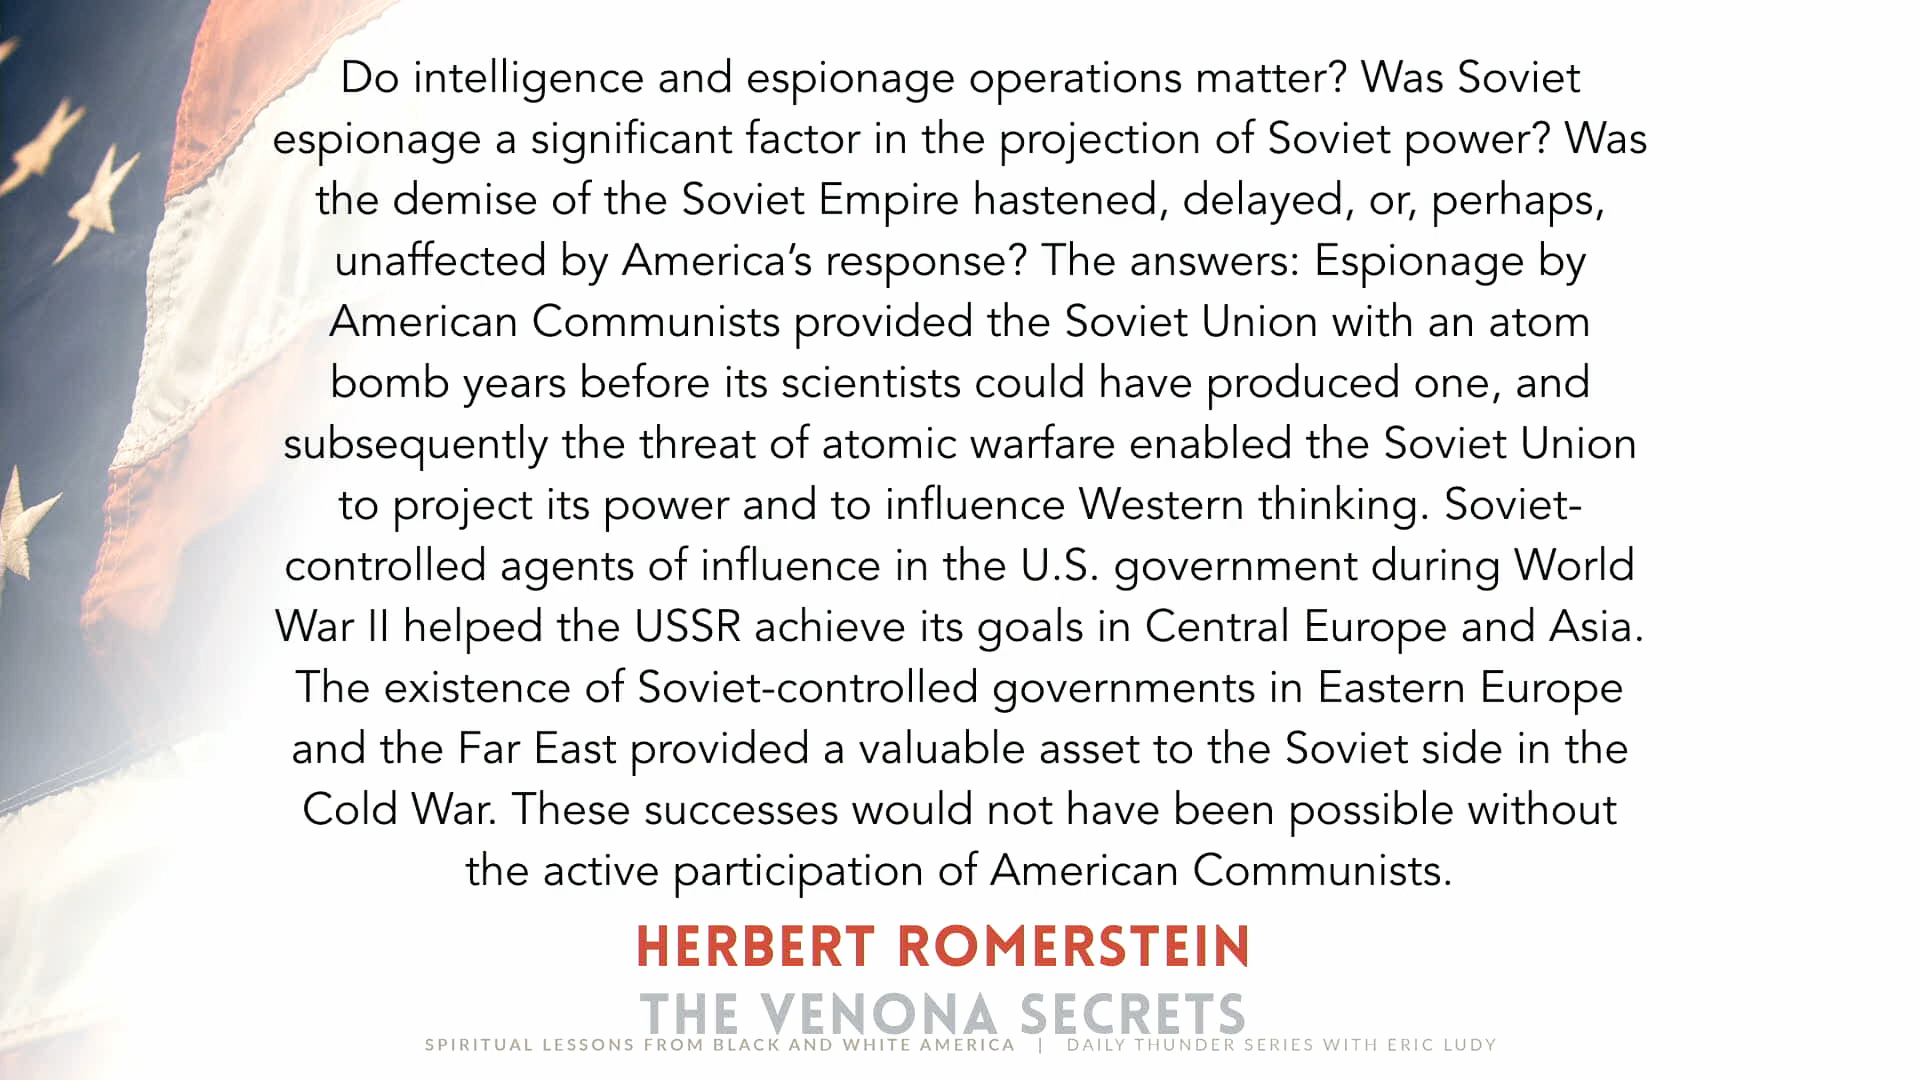 Do intelligence and espionage operations matter? Was Soviet
espionage a significant factor in the projection of Soviet power? Was
the demise of the Soviet Empire hastened, delayed, or, perhaps,
unaffected by America’s response? The answers: Espionage by
American Communists provided the Soviet Union with an atom
bomb years before its scientists could have produced one, and
subsequently the threat of atomic warfare enabled the Soviet Union
to project its power and to influence Western thinking. Soviet-
controlled agents of influence in the U.S. government during World
War II helped the USSR achieve its goals in Central Europe and Asia.
The existence of Soviet-controlled governments in Eastern Europe
and the Far East provided a valuable asset to the Soviet side in the
Cold War. These successes would not have been possible without
the active participation of American Communists.
HERBERT ROMERSTEIN
THE VENONA SECRETS
SPIRITUAL LESSONS FROM BLACK AND WHITE AMERICA | DAILY THUNDER SERIES WITH ERIC LUDY